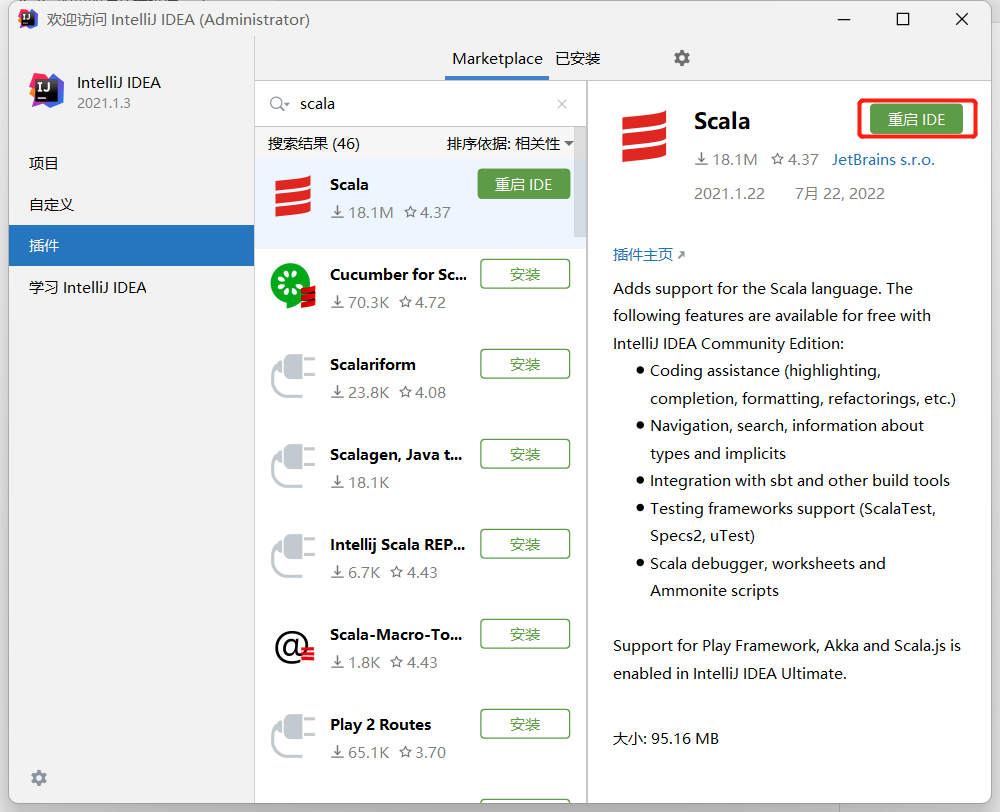 欢迎访问 IntelliJ IDEA (Administrator)
IntelliJ IDEA
2021.1.3
项目
自定义
插件
学习 IntelliJ IDEA
Marketplace 已安装
scala
搜索结果 (46) 排序依据: 相关性
Scala 重启 IDE
18.1M 4.37
Cucumber for Sc... 安装
70.3K 4.72
Scalariform 安装
23.8K 4.08
Scalagen, Java t... 安装
18.1K
Intellij Scala REP... 安装
6.7K 4.43
Scala-Macro-To... 安装
1.8K 4.43
Play 2 Routes 安装
65.1K 3.70
Scala 重启 IDE
18.1M 4.37 JetBrains s.r.o.
2021.1.22 7月 22, 2022
插件主页
Adds support for the Scala language. The
following features are available for free with
IntelliJ IDEA Community Edition:
● Coding assistance (highlighting,
completion, formatting, refactorings, etc.)
● Navigation, search, information about
types and implicits
● Integration with sbt and other build tools
● Testing frameworks support (ScalaTest,
Specs2, uTest)
● Scala debugger, worksheets and
Ammonite scripts
Support for Play Framework, Akka and Scala.js is
enabled in IntelliJ IDEA Ultimate.
大小: 95.16 MB